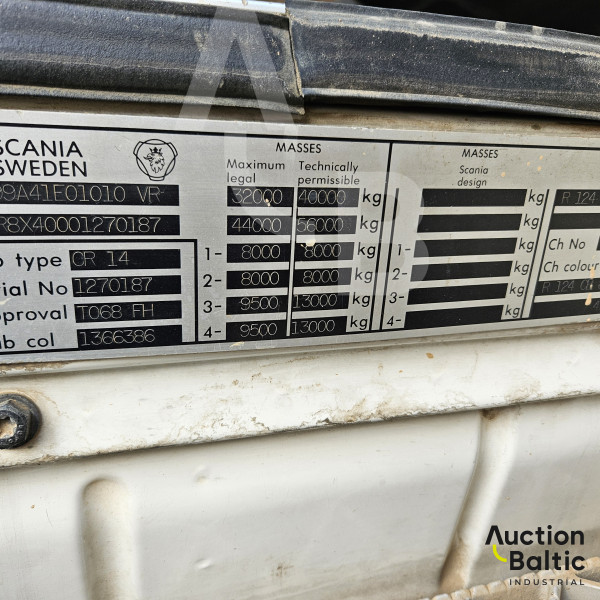 SCANIA
SWEDEN
MASSES
Maximum legal
Technically permissible
9A41E01010 VR
32000 40000 kg
R8X40001270187
44000 56000 kg
type CR 14
1- 8000 8000 kg
Serial No 1270187
2- 8000 8000 kg
approval T068 FH
3- 9500 13000 kg
col 1366386
4- 9500 13000 kg
MASSES
Scania design
kg
kg
1- kg
2- kg
3- kg
4- kg
R 124
Ch No
Ch colour
R 124
Auction
Baltic
INDUSTRIAL